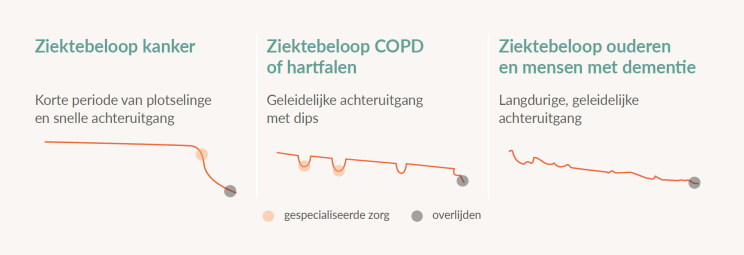 Ziektebeloop kanker
Korte periode van plotselinge
en snelle achteruitgang
Ziektebeloop COPD
of hartfalen
Geleidelijke achteruitgang
met dips
Ziektebeloop ouderen
en mensen met dementie
Langdurige, geleidelijke
achteruitgang
gespecialiseerde zorg
overlijden